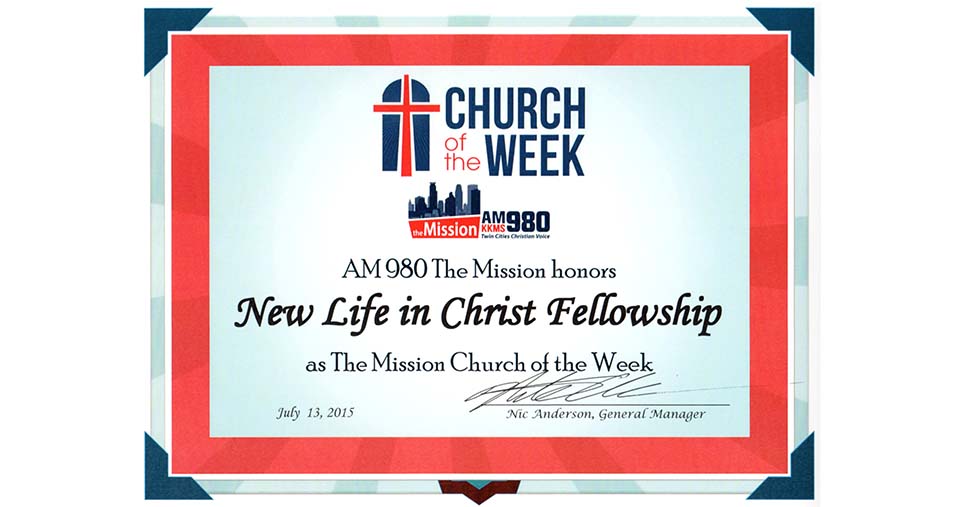 CHURCH
of the WEEK
the Mission AM 980
KKMS
Twin Cities Christian Voice
AM 980 The Mission honors
New Life in Christ Fellowship
as The Mission Church of the Week
July 13, 2015
Nic Anderson, General Manager